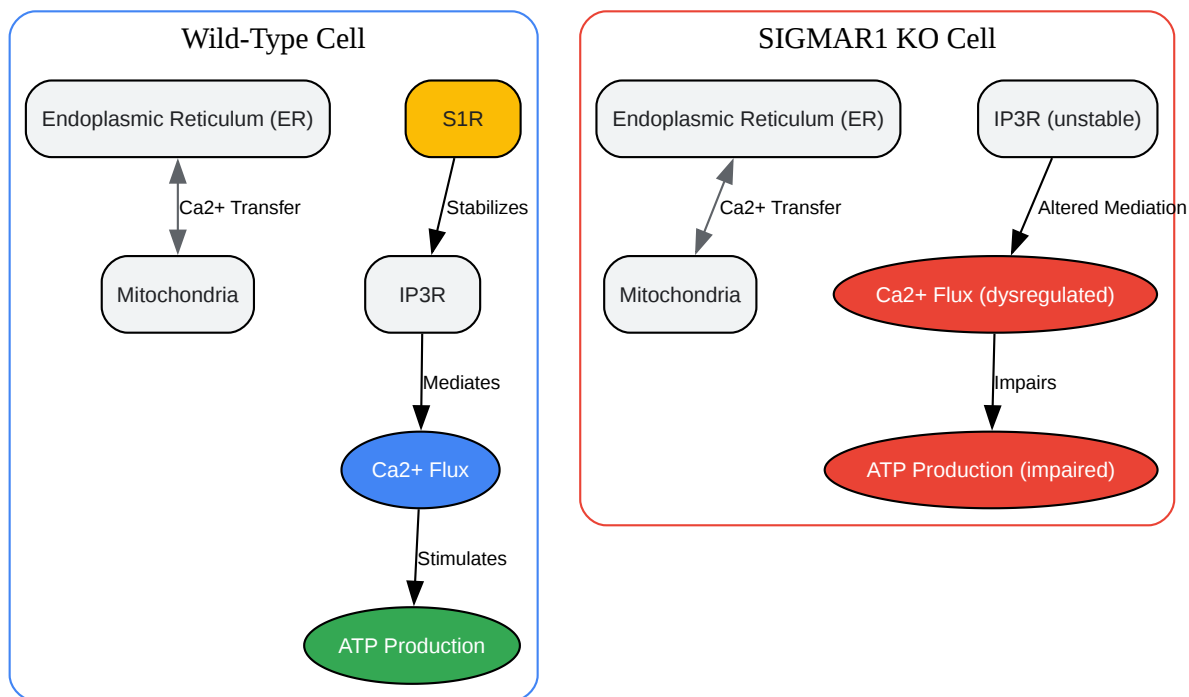 Wild-Type Cell
Endoplasmic Reticulum (ER)
S1R
Ca2+ Transfer
Stabilizes
Mitochondria
IP3R
Mediates
Ca2+ Flux
Stimulates
ATP Production
SIGMAR1 KO Cell
Endoplasmic Reticulum (ER)
IP3R (unstable)
Ca2+ Transfer
Altered Mediation
Mitochondria
Ca2+ Flux (dysregulated)
Impairs
ATP Production (impaired)